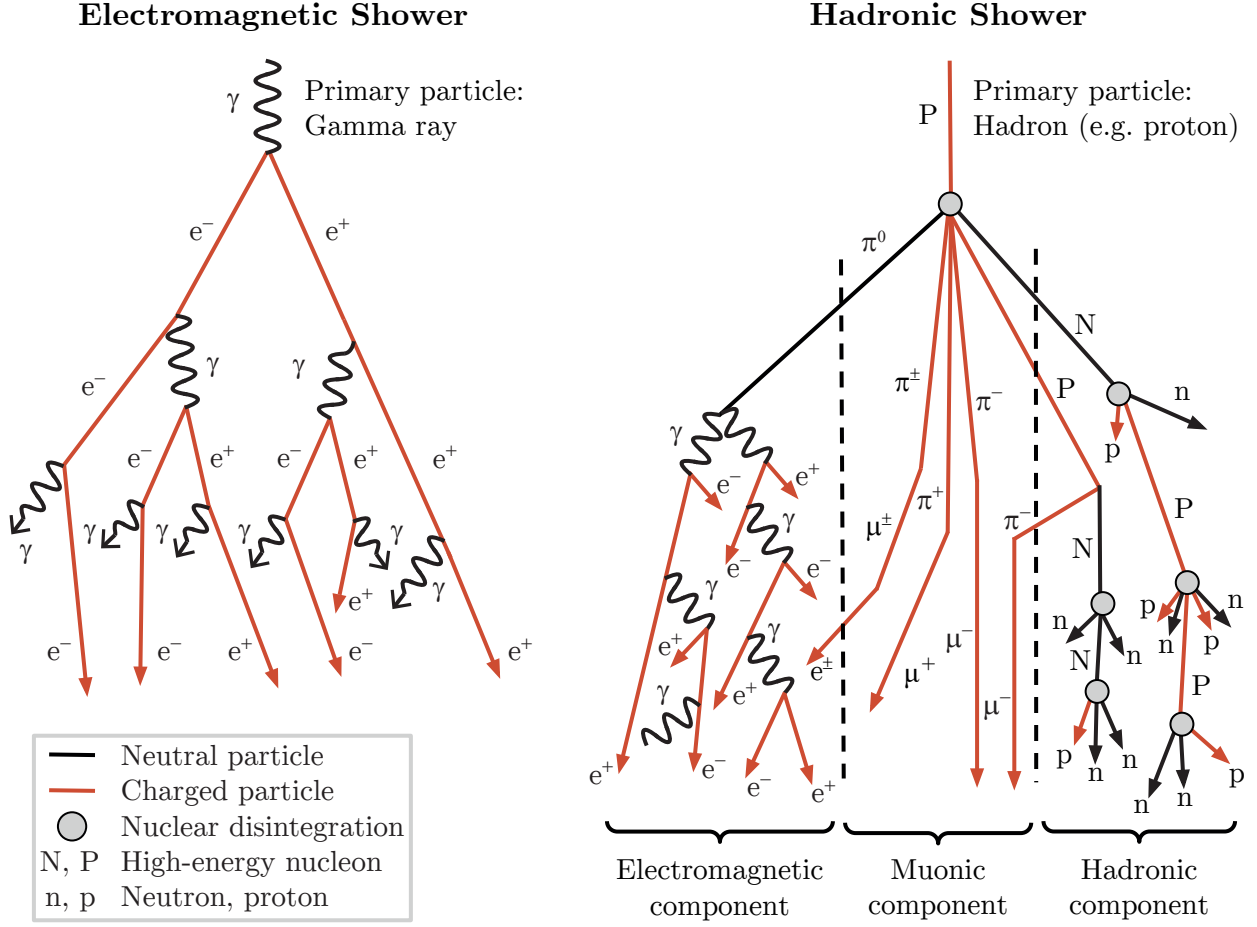 Electromagnetic Shower
γ
Primary particle:
Gamma ray
e⁻
e⁺
γ
γ
e⁻
e⁻
e⁺
e⁻
e⁺
e⁺
γ
γ
γ
γ
γ
γ
e⁺
e⁻
e⁻
e⁺
e⁻
e⁺
Neutral particle
Charged particle
Nuclear disintegration
N, P High-energy nucleon
n, p Neutron, proton
Hadronic Shower
P
Primary particle:
Hadron (e.g. proton)
π⁰
N
π±
π⁻
P
n
γ
p
e⁻
e⁺
π⁺
P
γ
μ±
π⁻
N
e⁻
e⁻
γ
p
n
p
n
n
n
e⁺
γ
μ⁻
e±
μ⁺
N
γ
e⁺
μ⁻
P
e⁺
e⁻
e⁻
e⁺
p
n
n
n
n
p
Electromagnetic
component
Muonic
component
Hadronic
component